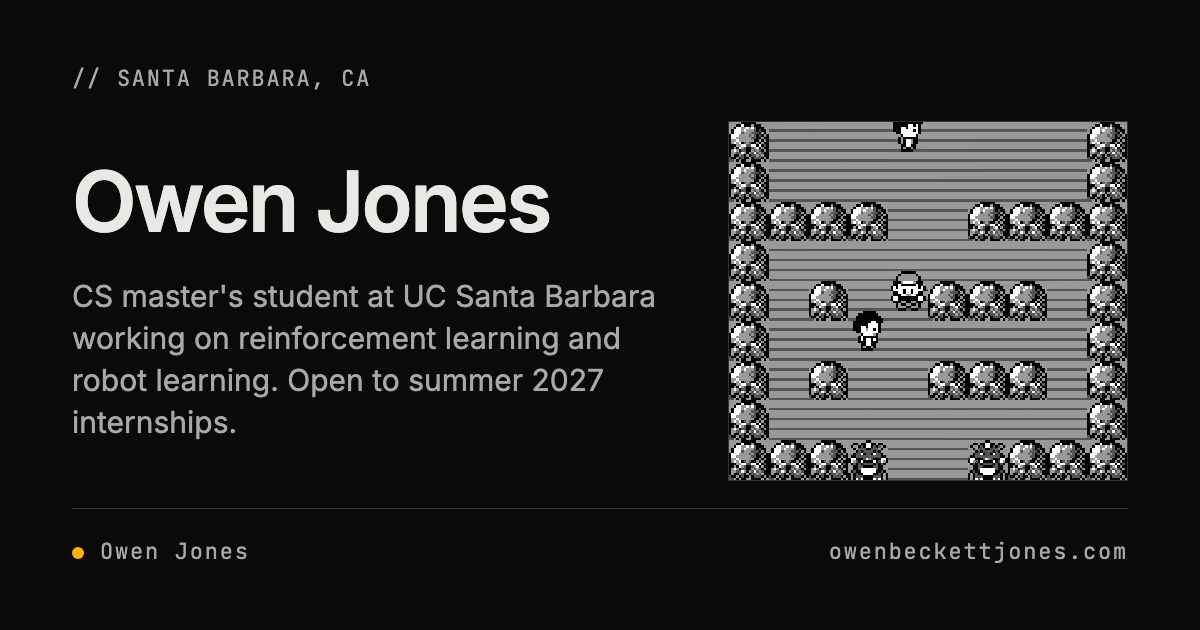 // SANTA BARBARA, CA
Owen Jones
CS master's student at UC Santa Barbara
working on reinforcement learning and
robot learning. Open to summer 2027
internships.
Owen Jones
owenbeckettjones.com